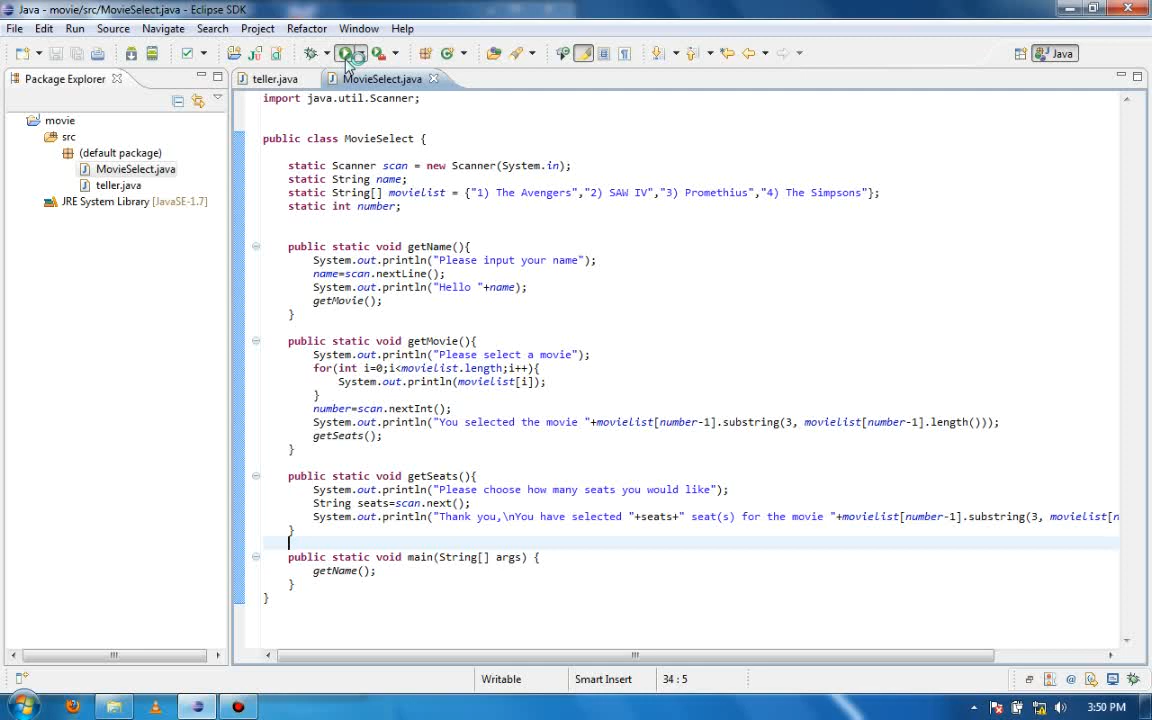 Java - movie/src/MovieSelect.java - Eclipse SDK
File Edit Run Source Navigate Search Project Refactor Window Help
Java
Package Explorer
teller.java MovieSelect.java
movie
src
(default package)
MovieSelect.java
teller.java
JRE System Library [JavaSE-1.7]
import java.util.Scanner;
public class MovieSelect {
static Scanner scan = new Scanner(System.in);
static String name;
static String[] movielist = {"1) The Avengers","2) SAW IV","3) Promethius","4) The Simpsons"};
static int number;
public static void getName(){
System.out.println("Please input your name");
name=scan.nextLine();
System.out.println("Hello "+name);
getMovie();
}
public static void getMovie(){
System.out.println("Please select a movie");
for(int i=0;i<movielist.length;i++){
System.out.println(movielist[i]);
}
number=scan.nextInt();
System.out.println("You selected the movie "+movielist[number-1].substring(3, movielist[number-1].length()));
getSeats();
}
public static void getSeats(){
System.out.println("Please choose how many seats you would like");
String seats=scan.next();
System.out.println("Thank you,\nYou have selected "+seats+" seat(s) for the movie "+movielist[number-1].substring(3, movielist[n
}
public static void main(String[] args) {
getName();
}
}
Writable Smart Insert 34 : 5
3:50 PM